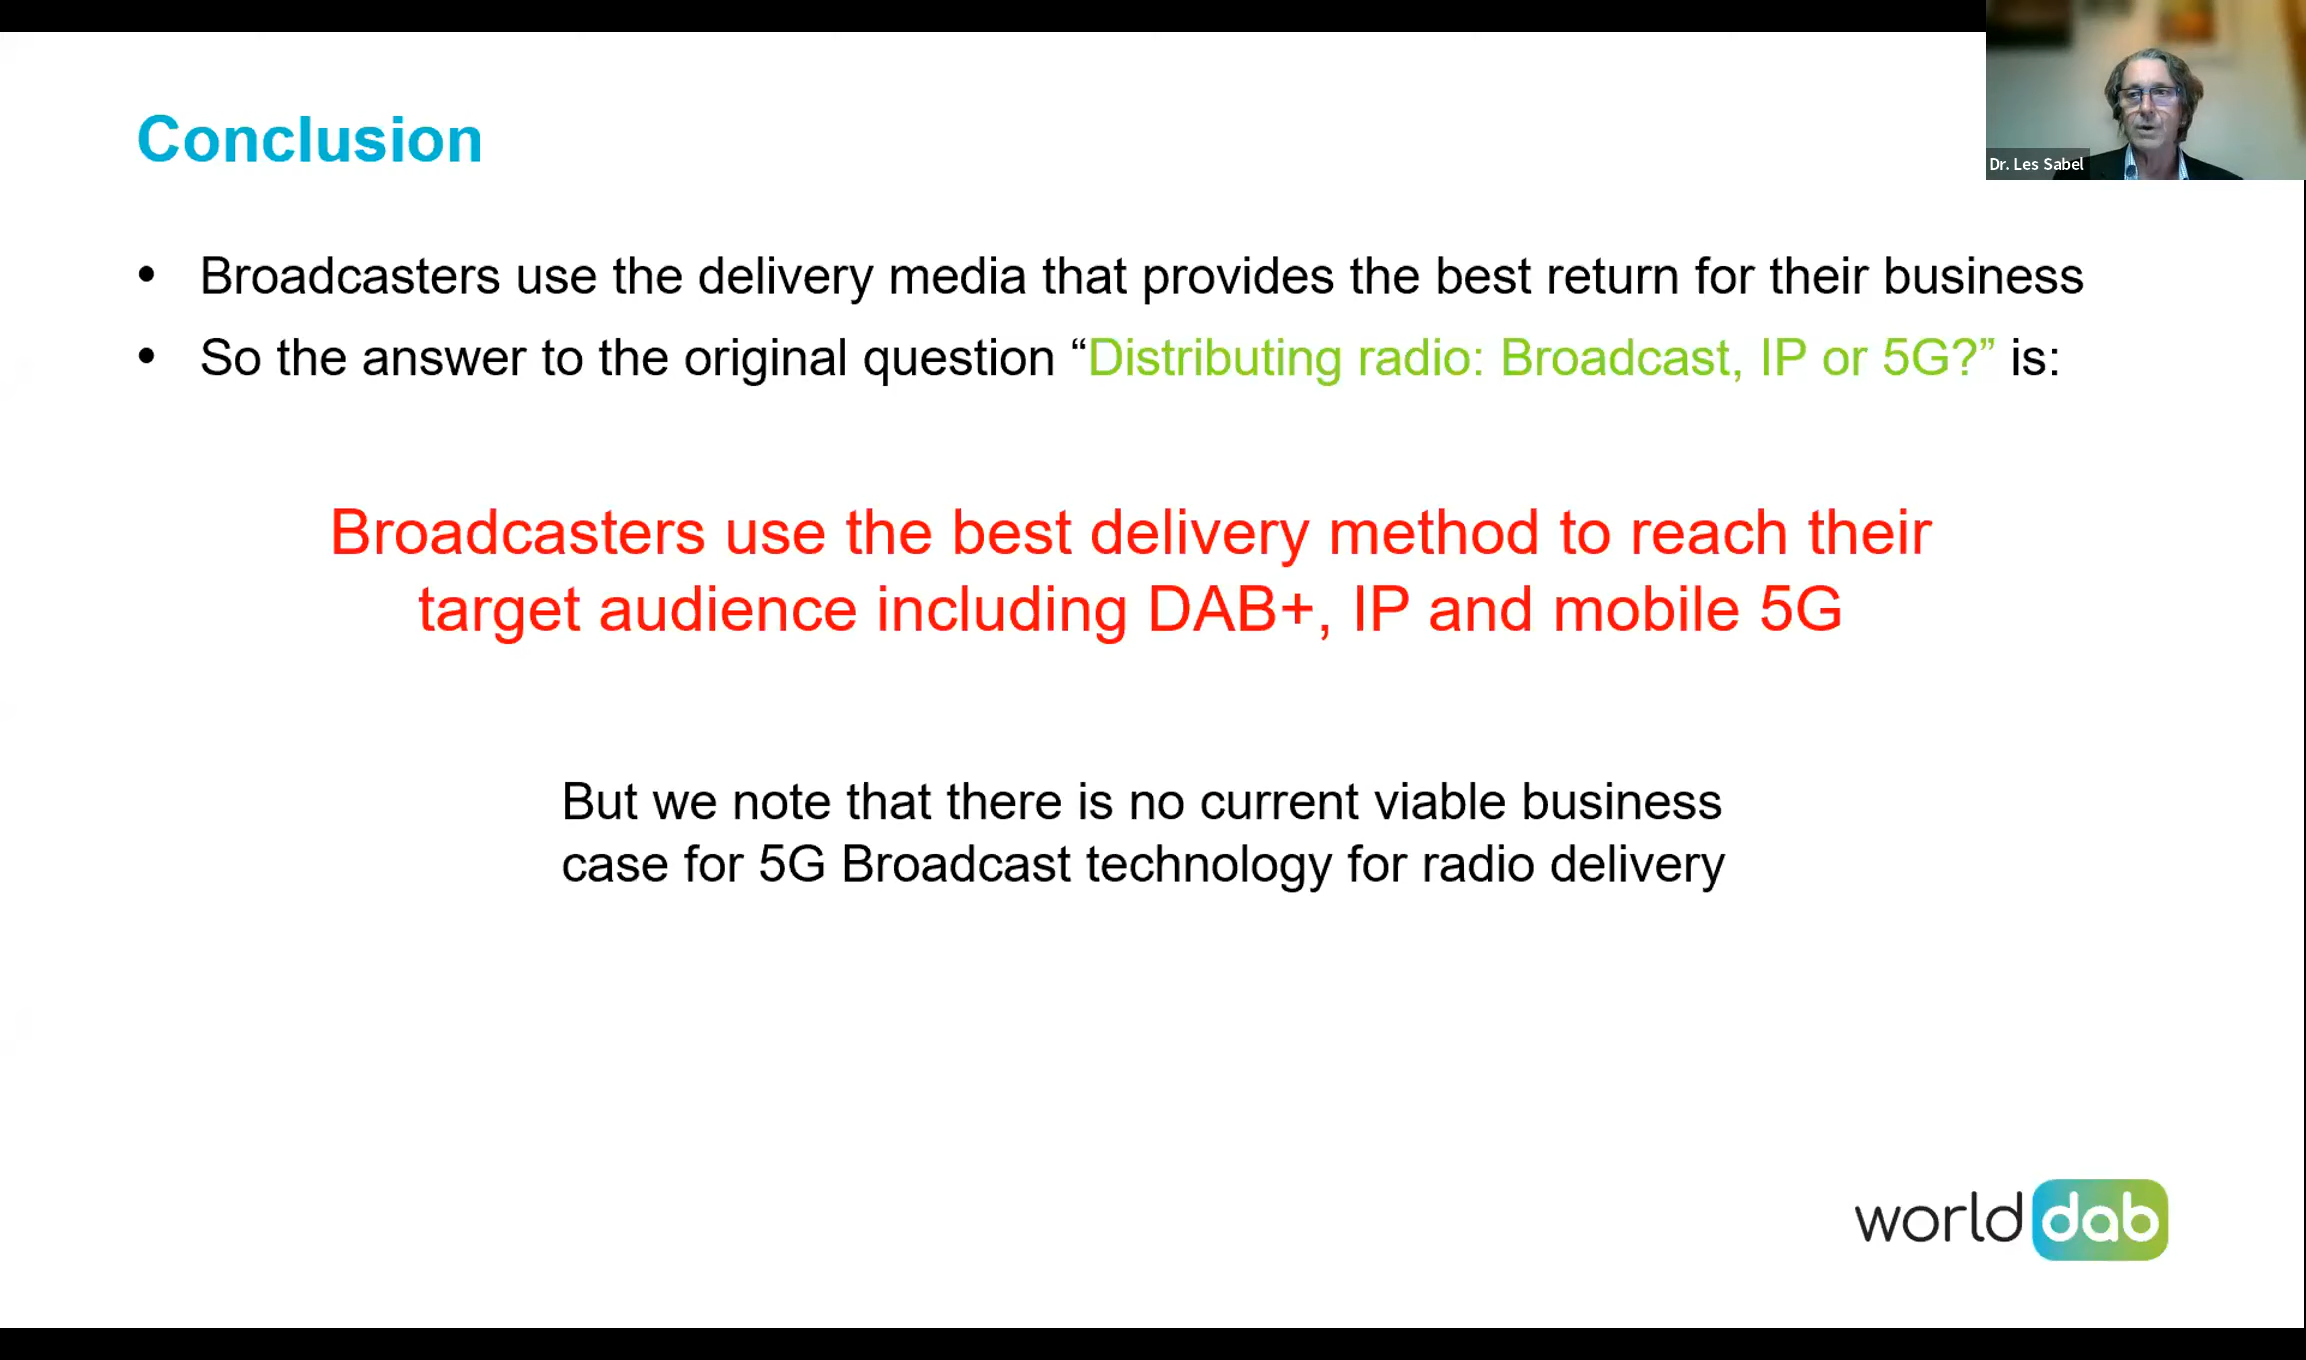 Conclusion
Dr. Les Sabel
• Broadcasters use the delivery media that provides the best return for their business
• So the answer to the original question “Distributing radio: Broadcast, IP or 5G?” is:
Broadcasters use the best delivery method to reach their
target audience including DAB+, IP and mobile 5G
But we note that there is no current viable business
case for 5G Broadcast technology for radio delivery
world dab